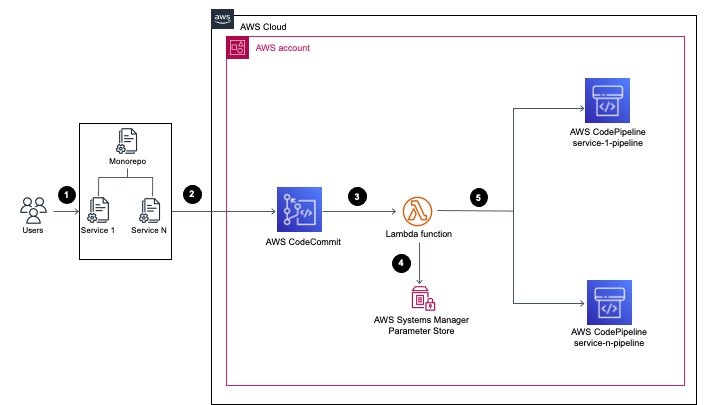 aws
AWS Cloud
AWS account
AWS CodePipeline
service-1-pipeline
Monorepo
1
2
3
5
Users
Service 1
Service N
AWS CodeCommit
Lambda function
4
AWS Systems Manager
Parameter Store
AWS CodePipeline
service-n-pipeline